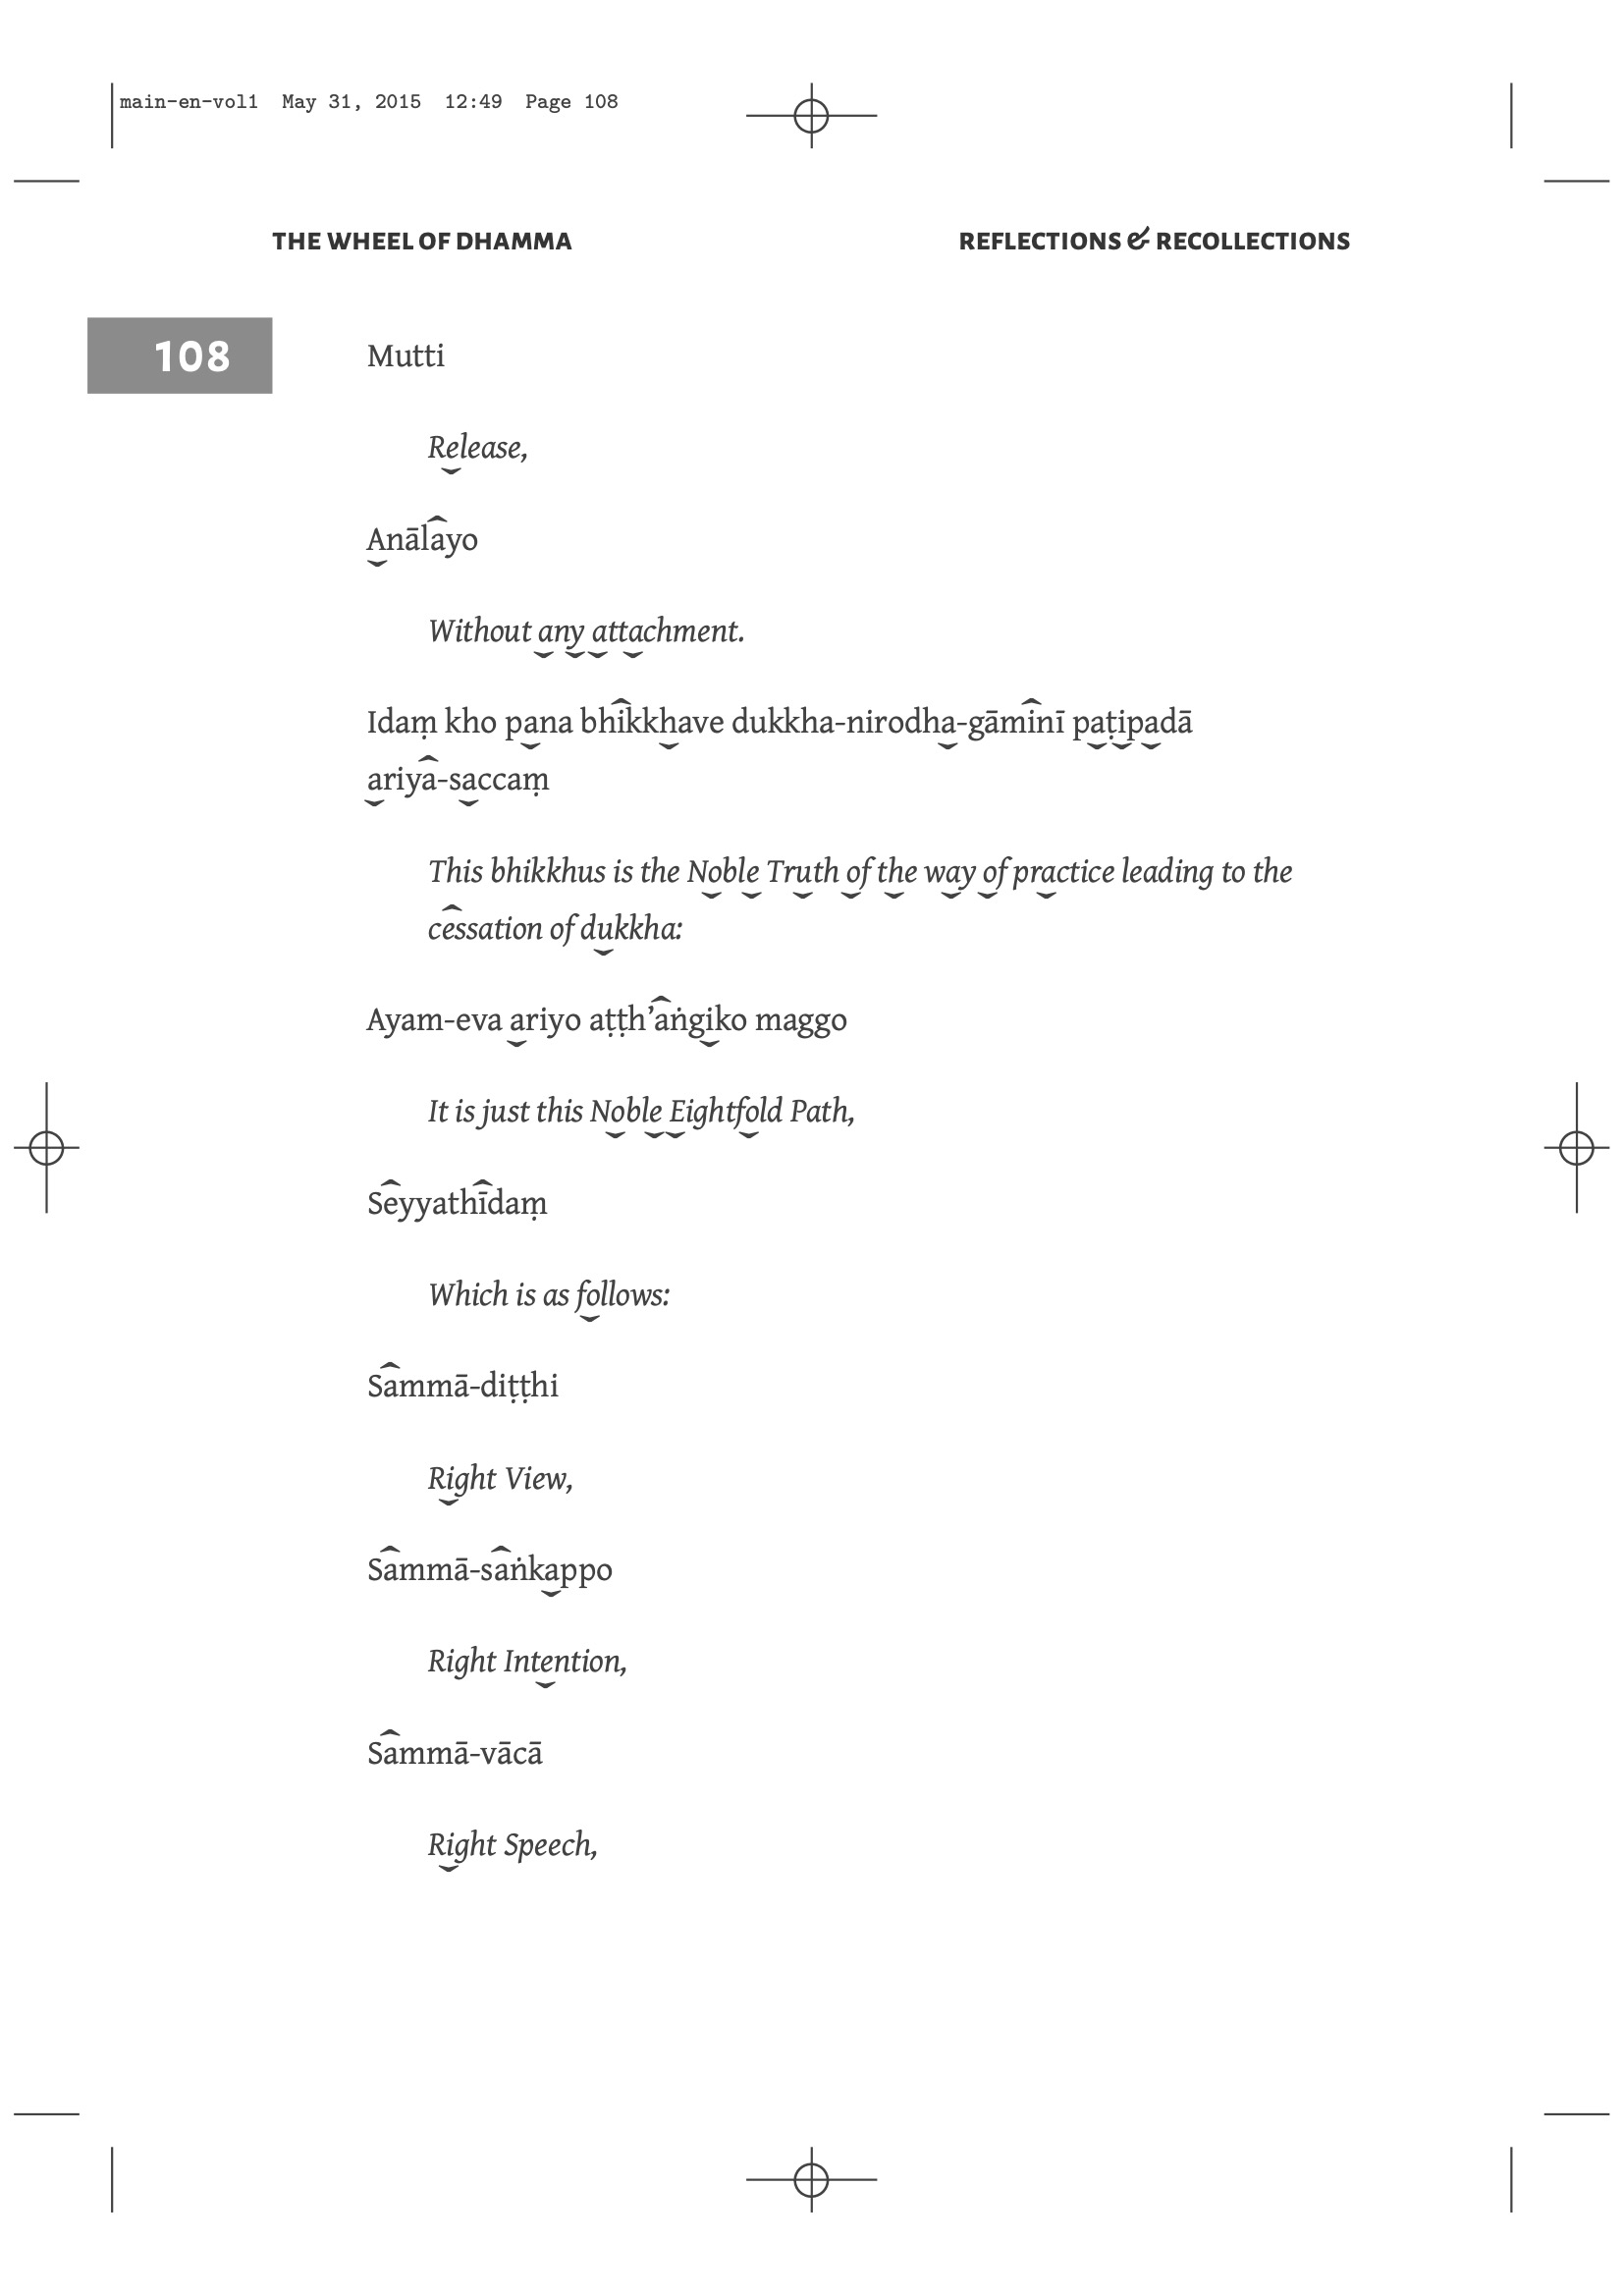 main-en-vol1 May 31, 2015 12:49 Page 108
THE WHEEL OF DHAMMA REFLECTIONS & RECOLLECTIONS
108 Mutti
Release,
Anālayo
Without any attachment.
Idaṃ kho pana bhikkhave dukkha-nirodha-gāminī paṭipadā
ariya-saccaṃ
This bhikkhus is the Noble Truth of the way of practice leading to the
cessation of dukkha:
Ayam-eva ariyo aṭṭh’aṅgiko maggo
It is just this Noble Eightfold Path,
Seyyathīdaṃ
Which is as follows:
Sammā-diṭṭhi
Right View,
Sammā-saṅkappo
Right Intention,
Sammā-vācā
Right Speech,